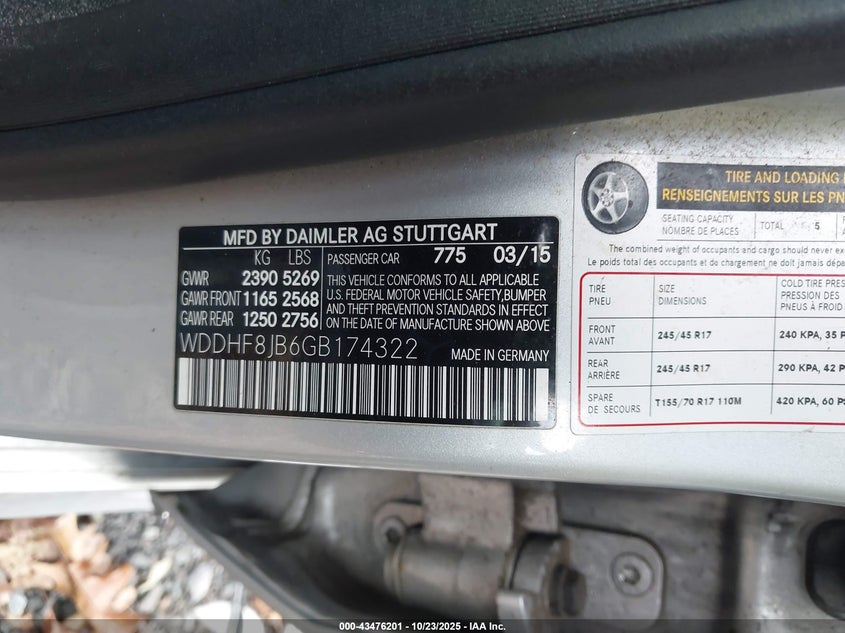 MFD BY DAIMLER AG STUTTGART
KG LBS
PASSENGER CAR 775 03/15
GVWR 2390 5269
GAWR FRONT 1165 2568
GAWR REAR 1250 2756
THIS VEHICLE CONFORMS TO ALL APPLICABLE
U.S. FEDERAL MOTOR VEHICLE SAFETY, BUMPER
AND THEFT PREVENTION STANDARDS IN EFFECT
ON THE DATE OF MANUFACTURE SHOWN ABOVE
WDDHF8JB6GB174322
MADE IN GERMANY
TIRE AND LOADING
RENSEIGNEMENTS SUR LES PN
SEATING CAPACITY
NOMBRE DE PLACES
TOTAL 5
The combined weight of occupants and cargo should never ex
Le poids total des occupants et du chargement ne doit jamais dépa
TIRE
PNEU
SIZE
DIMENSIONS
COLD TIRE PRES
PRESSION DES
PNEUS À FROID
FRONT
AVANT
245/45 R17
240 KPA, 35 P
REAR
ARRIÈRE
245/45 R17
290 KPA, 42 P
SPARE
DE SECOURS
T155/70 R17 110M
420 KPA, 60 PS
000-43476201 - 10/23/2025 - IAA Inc.